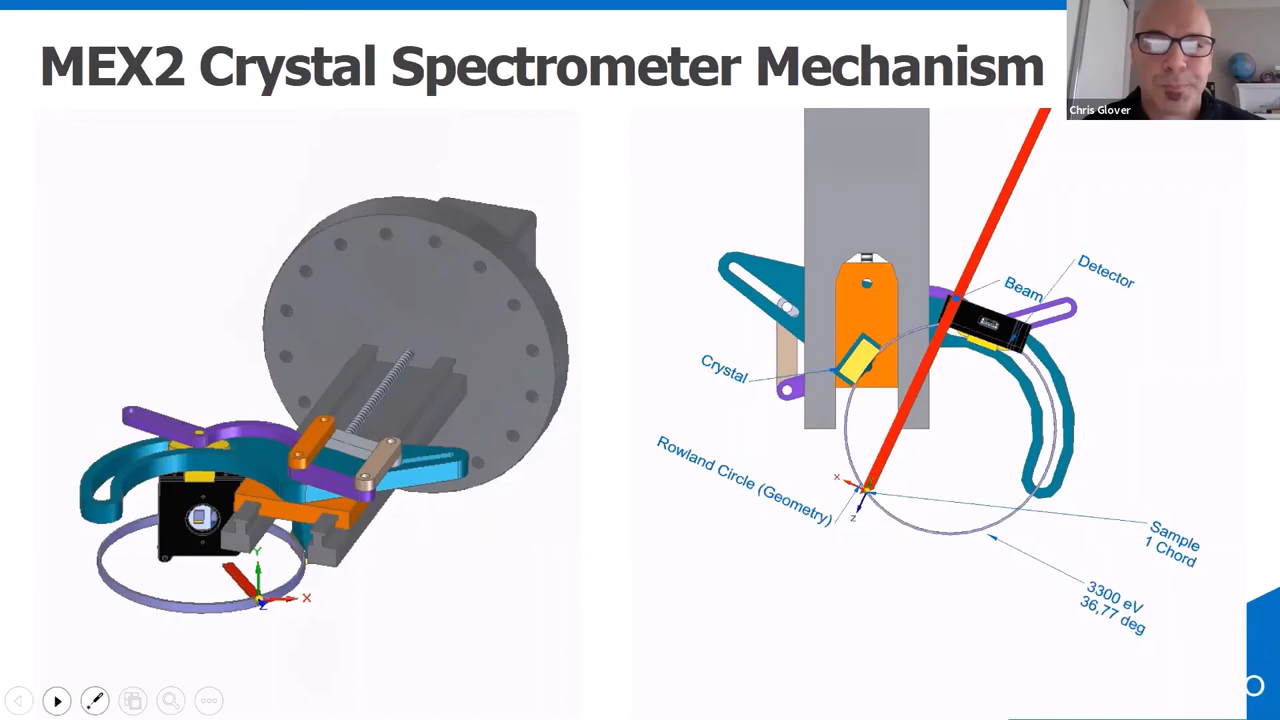 MEX2 Crystal Spectrometer Mechanism
Chris Glover
Detector
Beam
Crystal
Rowland Circle (Geometry)
Sample
1 Chord
3300 eV
36,77 deg
X
Z
Y
X
Z